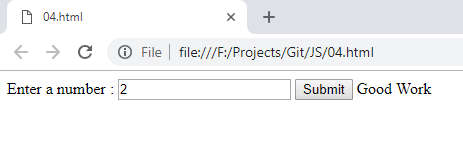 04.html
File file:///F:/Projects/Git/JS/04.html
Enter a number : 2 Submit Good Work